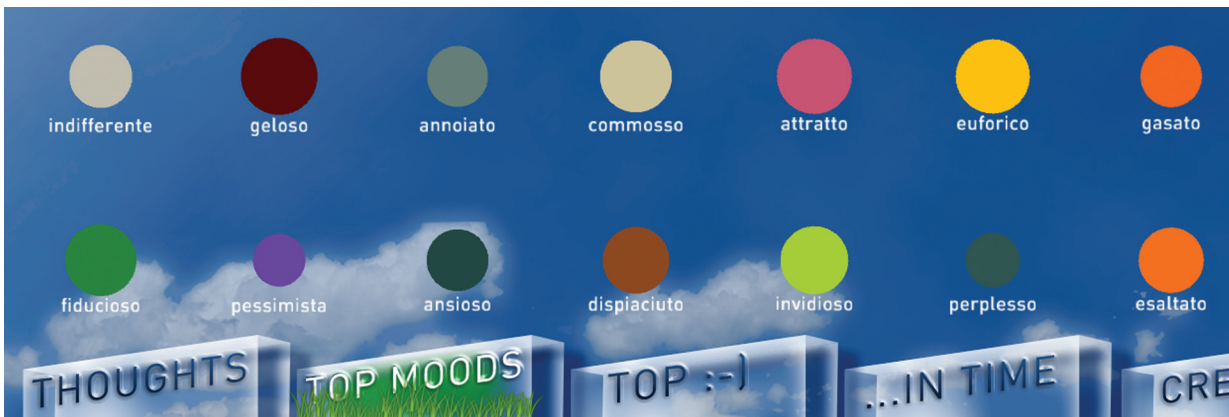 indifferente geloso annoiato commosso attratto euforico gasato
fiducioso pessimista ansioso dispiaciuto invidioso perplesso esaltato
THOUGHTS TOP MOODS TOP :-) ...IN TIME CRE